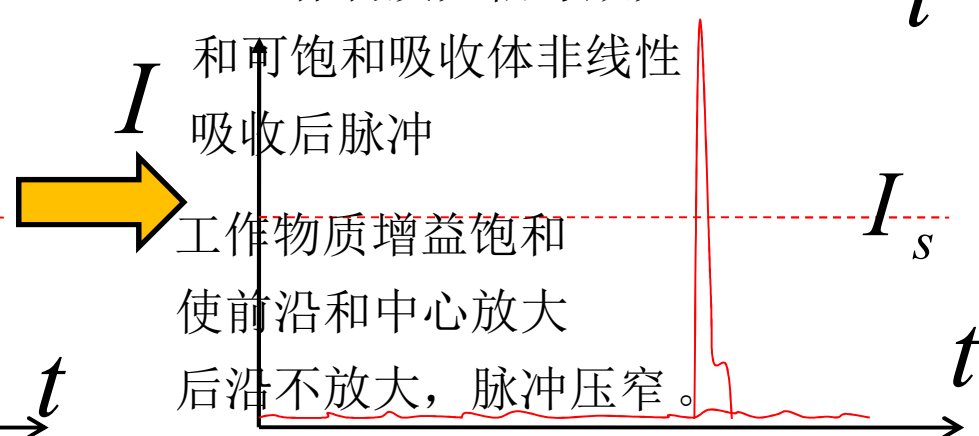 t
和可饱和吸收体非线性
I
吸收后脉冲
I s
工作物质增益饱和
使前沿和中心放大
t
t
后沿不放大，脉冲压窄。